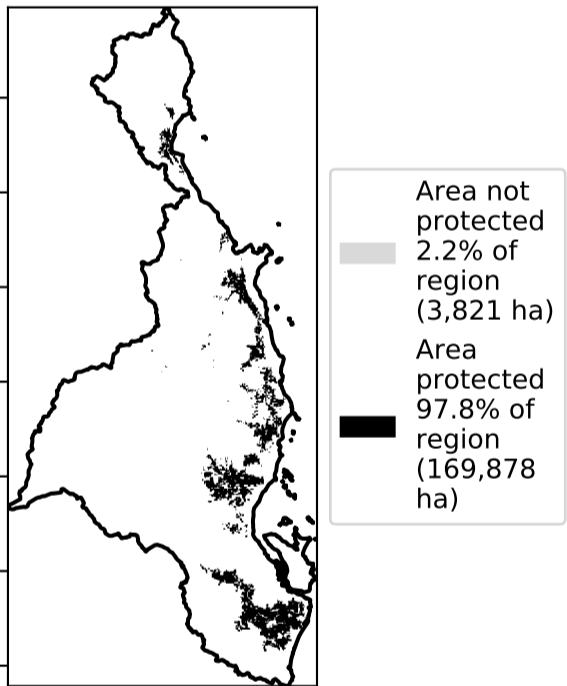 Area not
protected
2.2% of
region
(3,821 ha)
Area
protected
97.8% of
region
(169,878
ha)